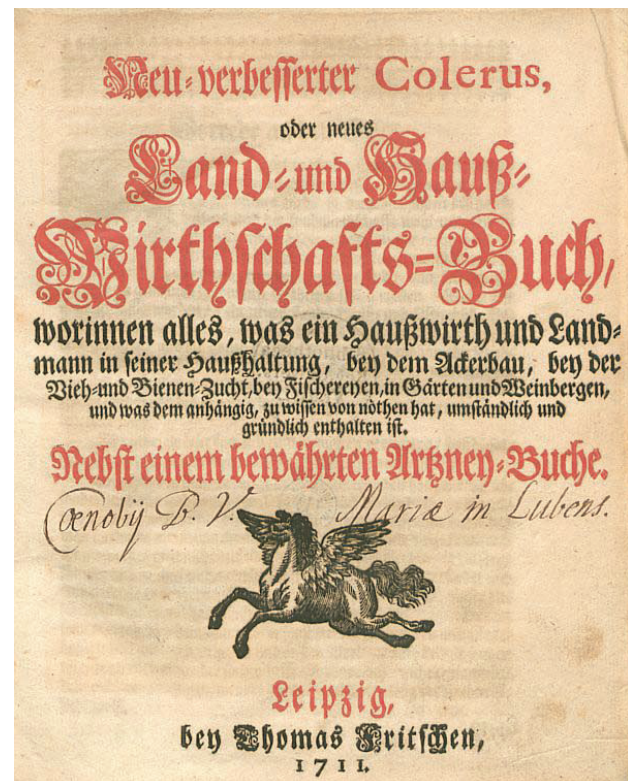 Neu-verbesserter Colerus,
oder neues
Land- und Hauß-
Wirthschafts-Buch,
worinnen alles, was ein Haußwirth und Land-
mann in seiner Haußhaltung, bey dem Ackerbau, bey der
Vieh- und Bienen-Zucht, bey Fischereyen, in Gärten und Weinbergen,
und was dem anhängig, zu wissen von nöthen hat, umständlich und
gründlich enthalten ist.
Nebst einem bewährten Artzney-Buche.
Cœnobij B. V. Mariæ in Lubens.
Leipzig,
bey Thomas Fritschen,
1711.